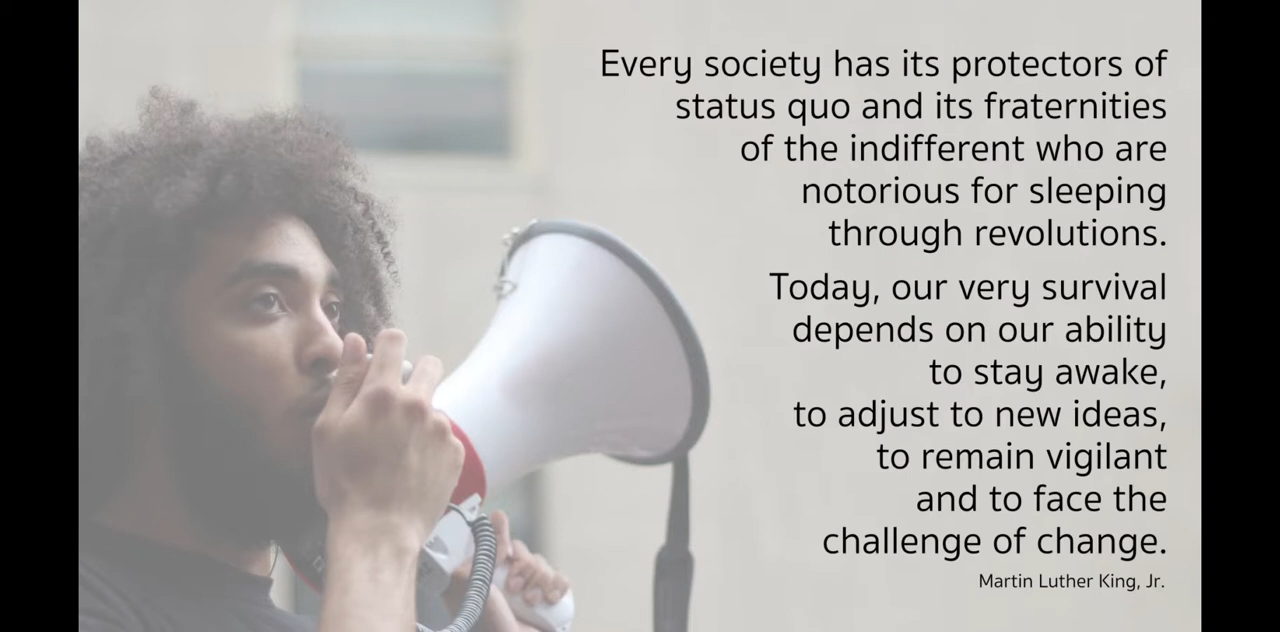 Every society has its protectors of
status quo and its fraternities
of the indifferent who are
notorious for sleeping
through revolutions.
Today, our very survival
depends on our ability
to stay awake,
to adjust to new ideas,
to remain vigilant
and to face the
challenge of change.
Martin Luther King, Jr.